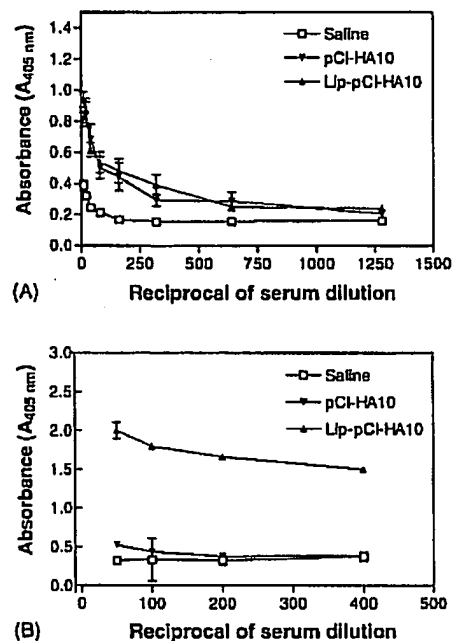 1.4
1.2
1.0
0.8
0.6
0.4
0.2
0.0
Absorbance (A405 nm)
Saline
pCI-HA10
Lip-pCI-HA10
0 250 500 750 1000 1250 1500
(A) Reciprocal of serum dilution
3.0
2.5
2.0
1.5
1.0
0.5
0.0
Absorbance (A405 nm)
Saline
pCI-HA10
Lip-pCI-HA10
0 100 200 300 400 500
(B) Reciprocal of serum dilution